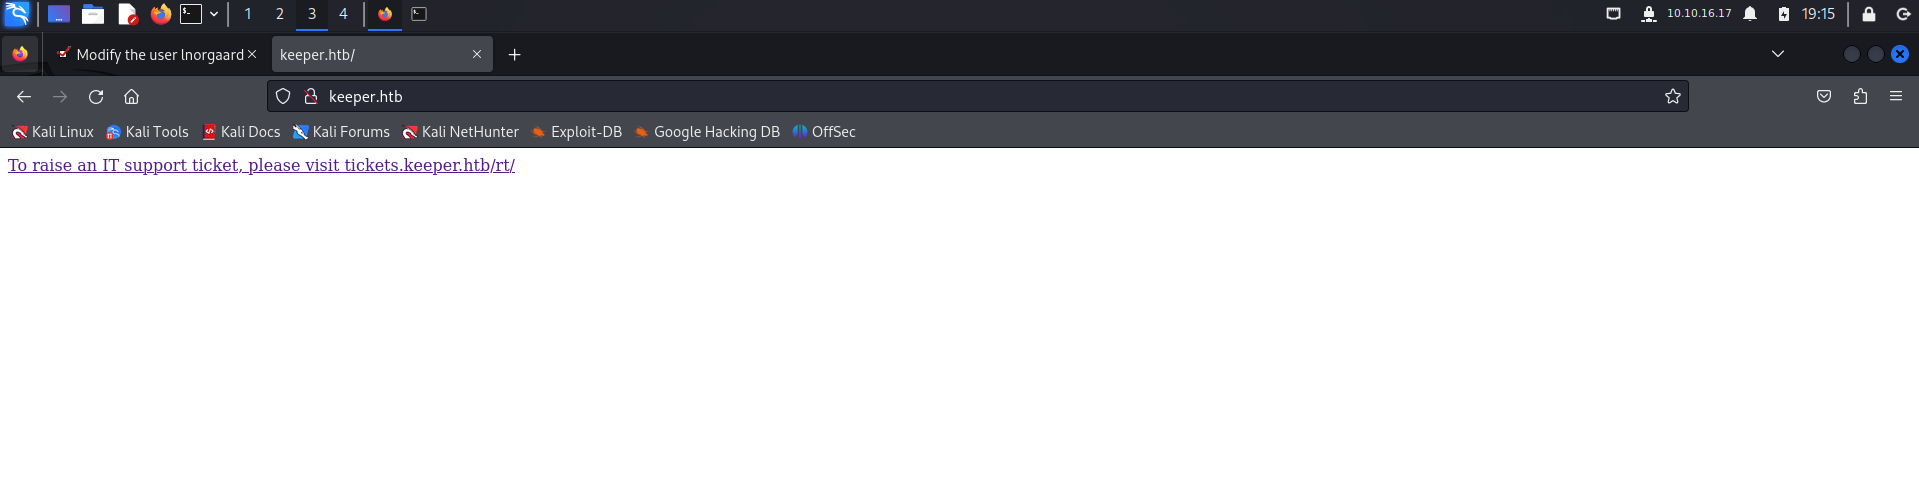 1 2 3 4 10.10.16.17 19:15
Modify the user lnorgaard keeper.htb/
keeper.htb
Kali Linux Kali Tools Kali Docs Kali Forums Kali NetHunter Exploit-DB Google Hacking DB OffSec
To raise an IT support ticket, please visit tickets.keeper.htb/rt/